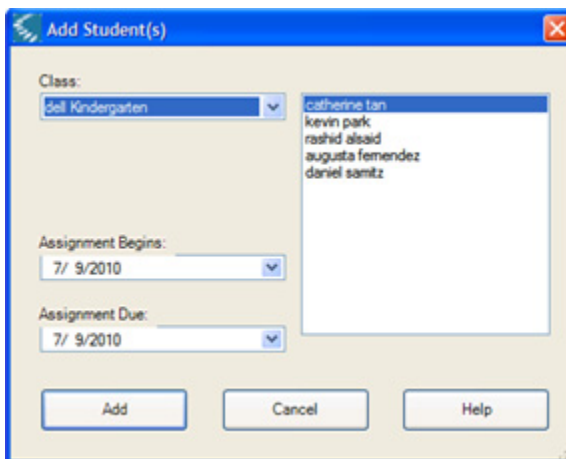 Add Student(s)
Class:
dell Kindergarten
catherine tan
kevin park
rashid alsaid
augusta fernendez
daniel samitz
Assignment Begins:
7/ 9/2010
Assignment Due:
7/ 9/2010
Add
Cancel
Help